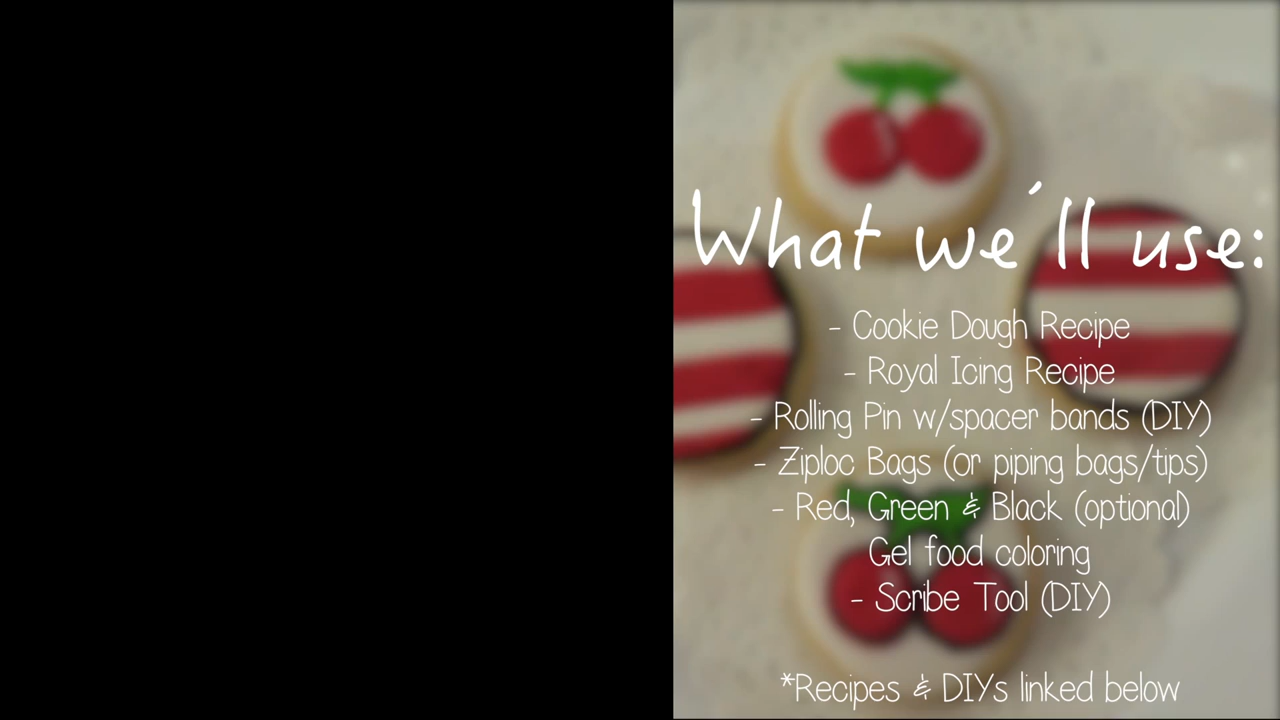 What we´ll use:
- Cookie Dough Recipe
- Royal Icing Recipe
- Rolling Pin w/spacer bands (DIY)
- Ziploc Bags (or piping bags/tips)
- Red, Green & Black (optional)
Gel food coloring
- Scribe Tool (DIY)
*Recipes & DIYs linked below